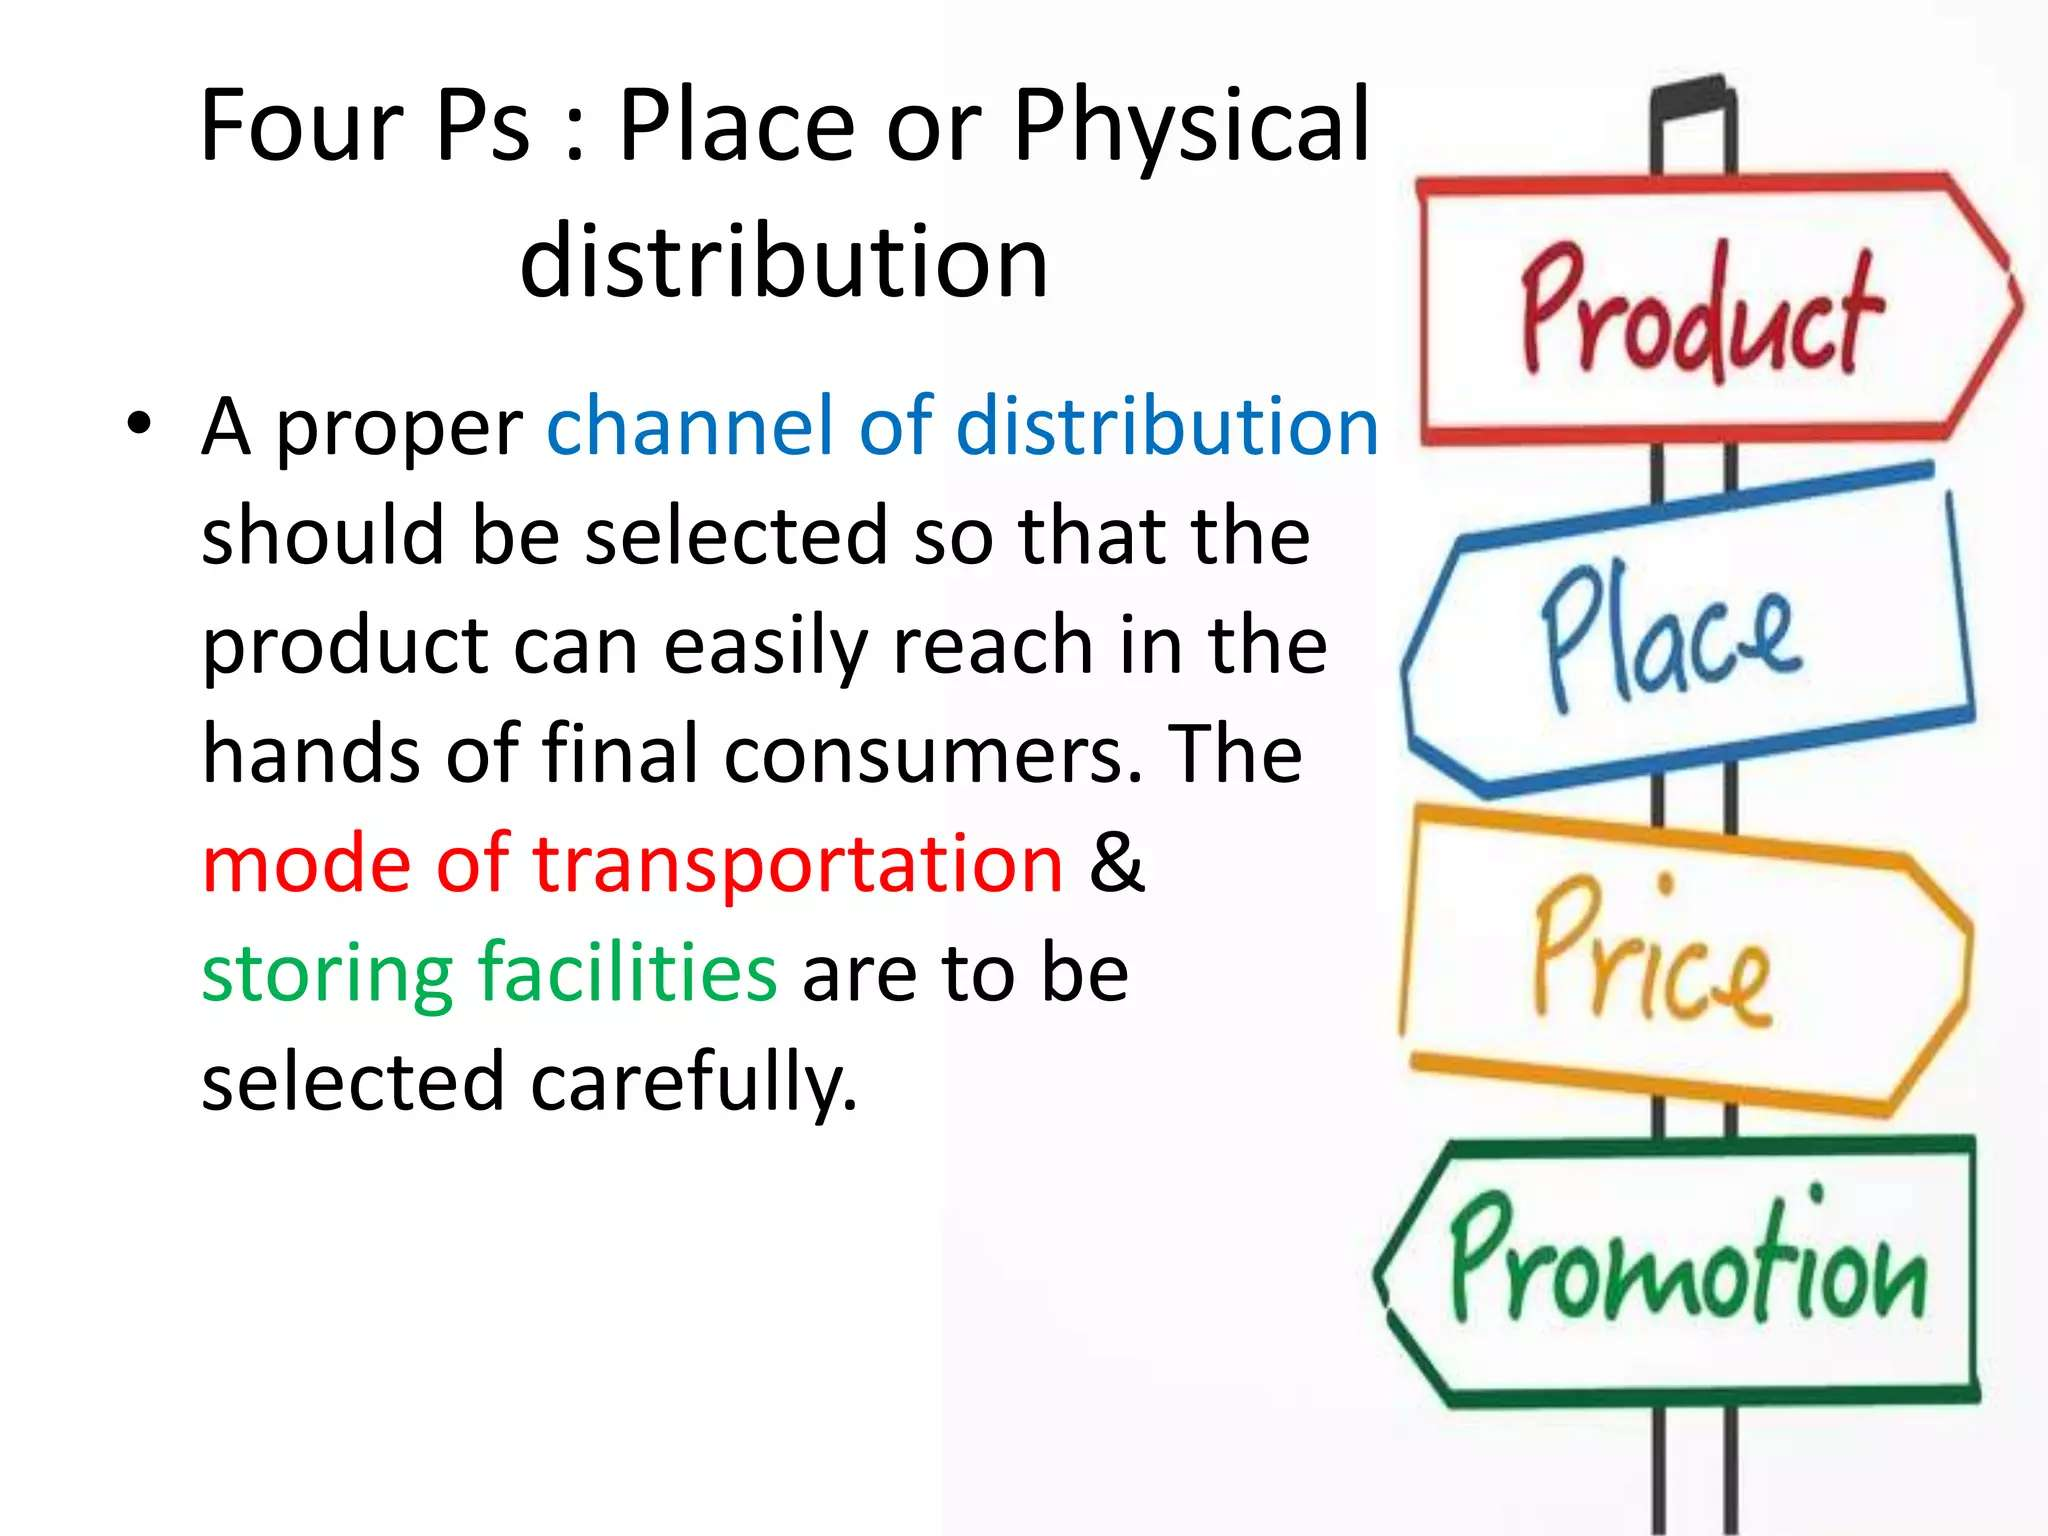 Four Ps : Place or Physical
distribution
• A proper channel of distribution
should be selected so that the
product can easily reach in the
hands of final consumers. The
mode of transportation &
storing facilities are to be
selected carefully.
Product
Place
Price
Promotion